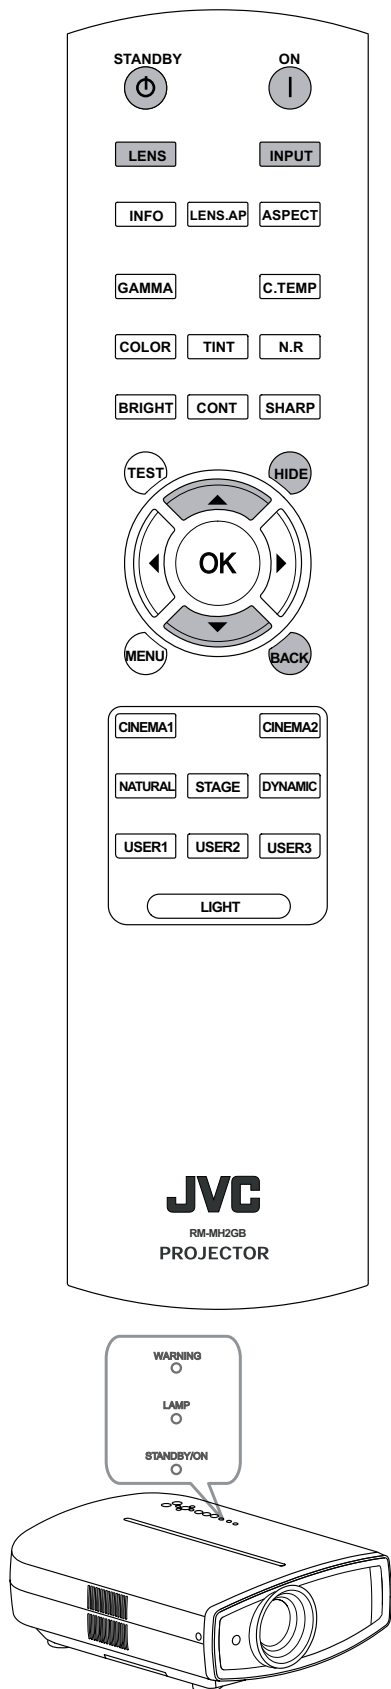 STANDBY ON
LENS INPUT
INFO LENS.AP ASPECT
GAMMA C.TEMP
COLOR TINT N.R
BRIGHT CONT SHARP
TEST HIDE
OK
MENU BACK
CINEMA1 CINEMA2
NATURAL STAGE DYNAMIC
USER1 USER2 USER3
LIGHT
JVC
RM-MH2GB
PROJECTOR
WARNING
LAMP
STANDBY/ON